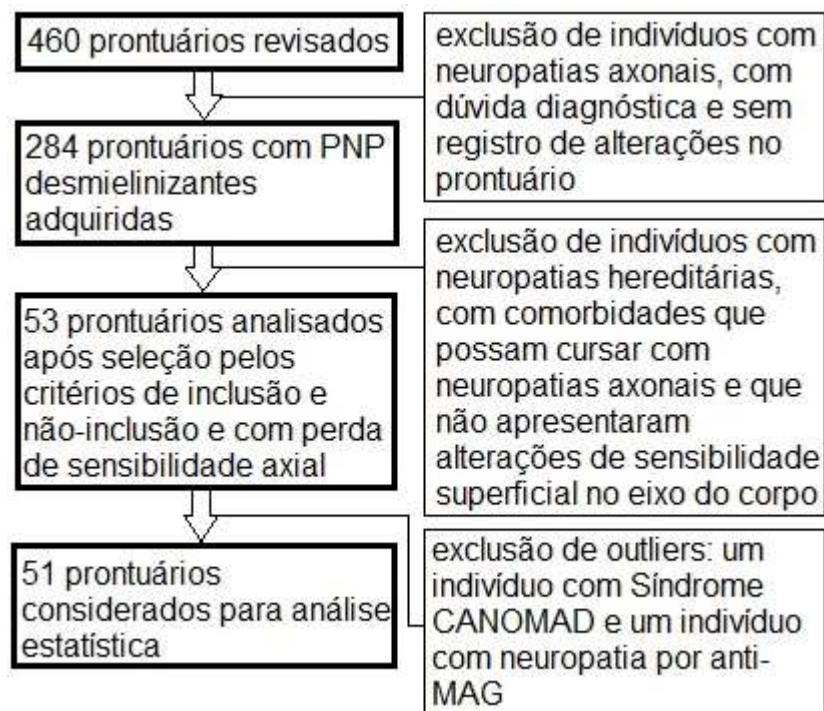 460 prontuários revisados
exclusão de indivíduos com
neuropatias axonais, com
dúvida diagnóstica e sem
registro de alterações no
prontuário
284 prontuários com PNP
desmielinizantes
adquiridas
exclusão de indivíduos com
neuropatias hereditárias,
com comorbidades que
possam cursar com
neuropatias axonais e que
não apresentaram
alterações de sensibilidade
superficial no eixo do corpo
53 prontuários analisados
após seleção pelos
critérios de inclusão e
não-inclusão e com perda
de sensibilidade axial
exclusão de outliers: um
indivíduo com Síndrome
CANOMAD e um indivíduo
com neuropatia por anti-
MAG
51 prontuários
considerados para análise
estatística